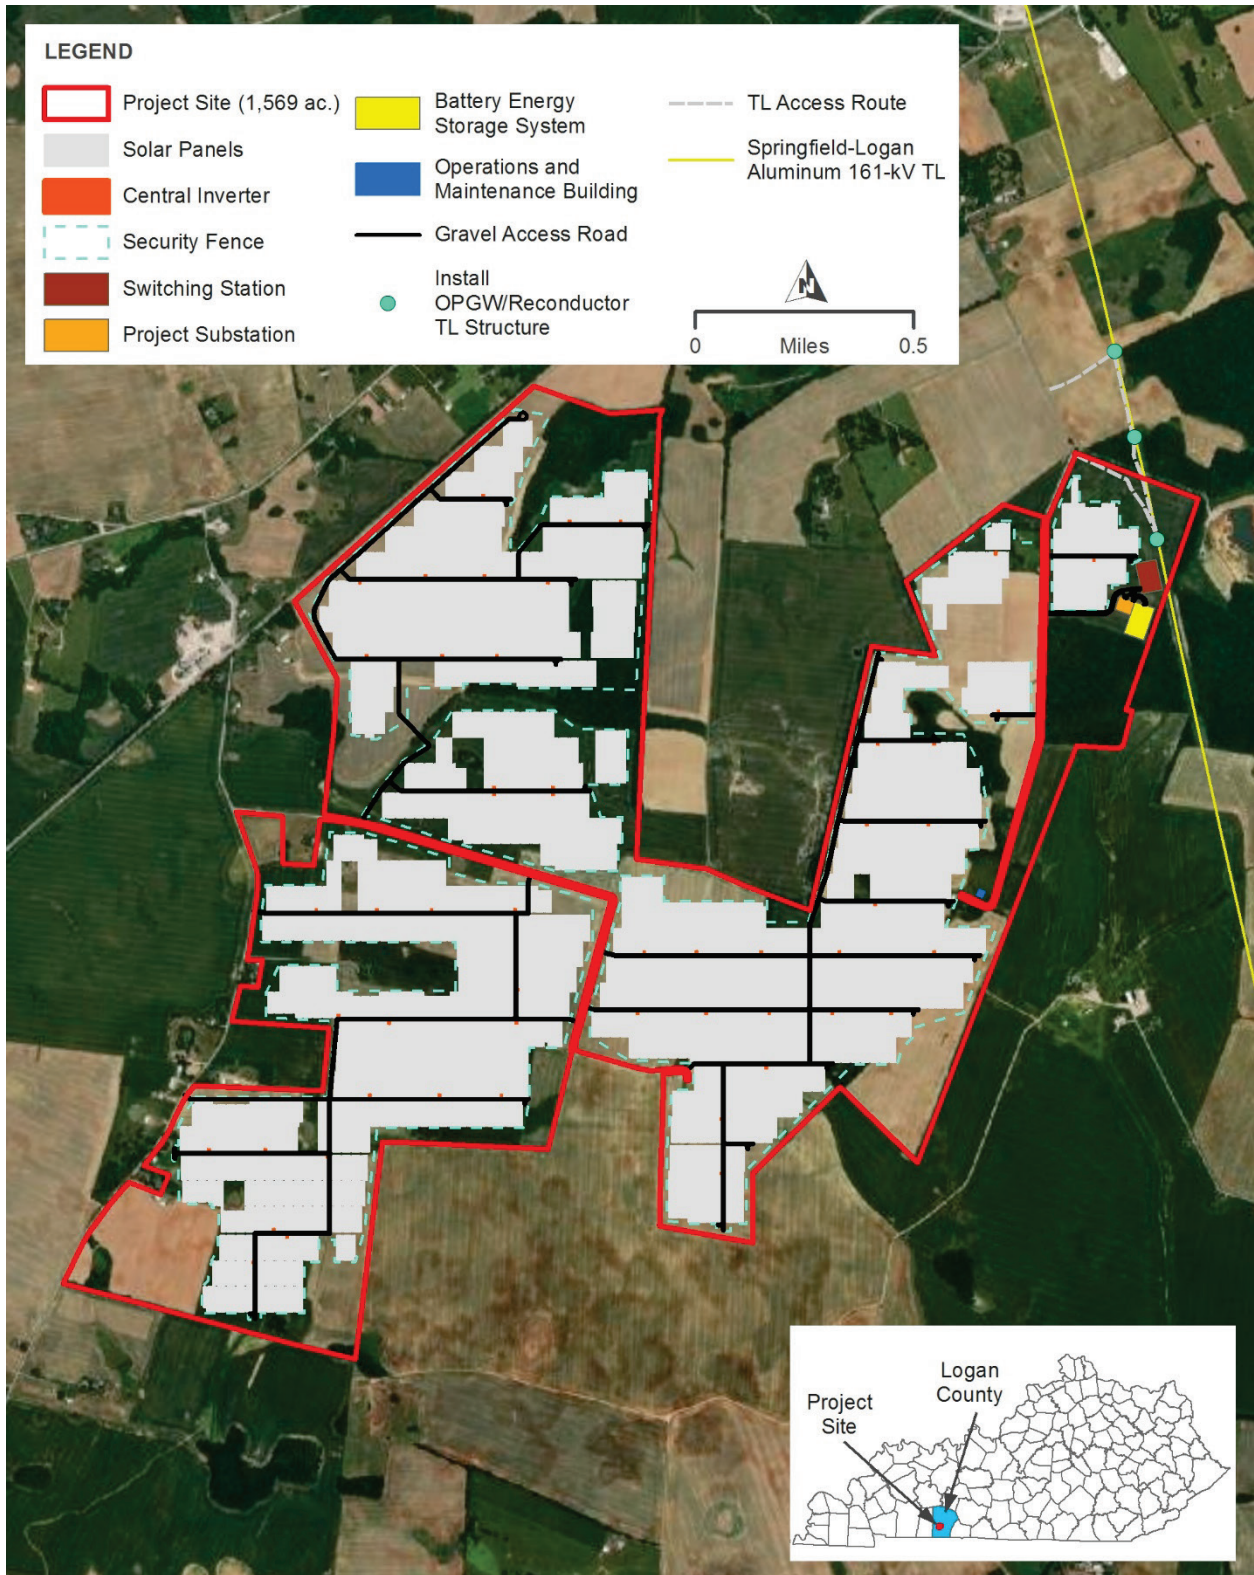 LEGEND
Project Site (1,569 ac.)
Solar Panels
Central Inverter
Security Fence
Switching Station
Project Substation
Battery Energy
Storage System
Operations and
Maintenance Building
Gravel Access Road
Install
OPGW/Reconductor
TL Structure
TL Access Route
Springfield-Logan
Aluminum 161-kV TL
N
0 Miles 0.5
Logan
County
Project
Site